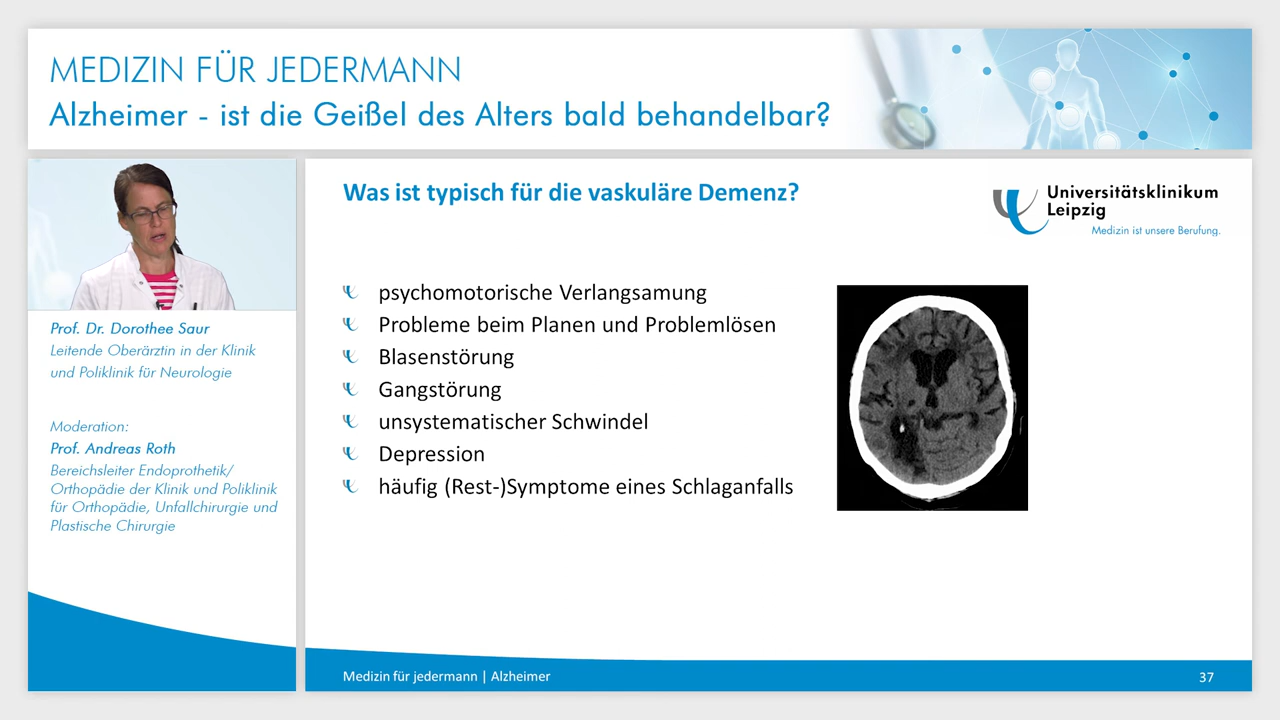 MEDIZIN FÜR JEDERMANN
Alzheimer - ist die Geißel des Alters bald behandelbar?
Prof. Dr. Dorothee Saur
Leitende Oberärztin in der Klinik
und Poliklinik für Neurologie
Moderation:
Prof. Andreas Roth
Bereichsleiter Endoprothetik/
Orthopädie der Klinik und Poliklinik
für Orthopädie, Unfallchirurgie und
Plastische Chirurgie
Was ist typisch für die vaskuläre Demenz?
Universitätsklinikum
Leipzig
Medizin ist unsere Berufung.
psychomotorische Verlangsamung
Probleme beim Planen und Problemlösen
Blasenstörung
Gangstörung
unsystematischer Schwindel
Depression
häufig (Rest-)Symptome eines Schlaganfalls
Medizin für jedermann | Alzheimer
37